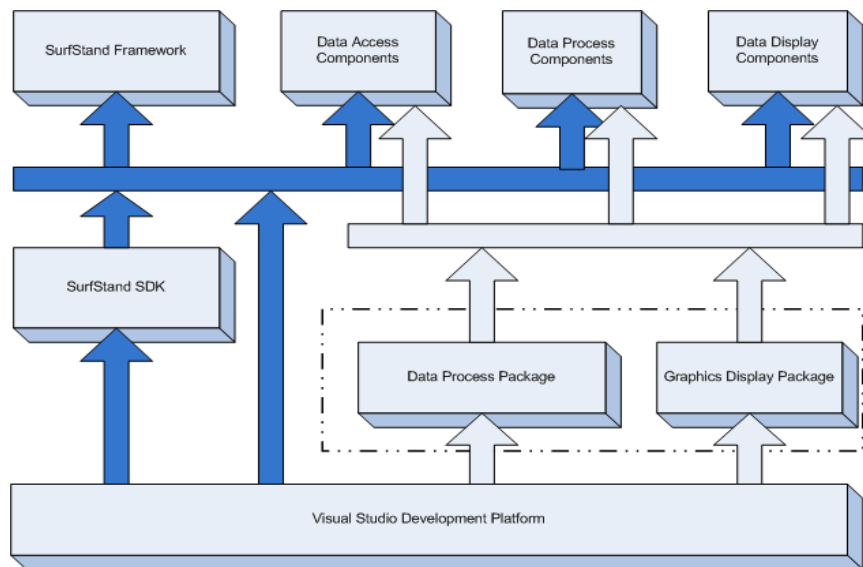 SurfStand Framework
Data Access
Components
Data Process
Components
Data Display
Components
SurfStand SDK
Data Process Package
Graphics Display Package
Visual Studio Development Platform